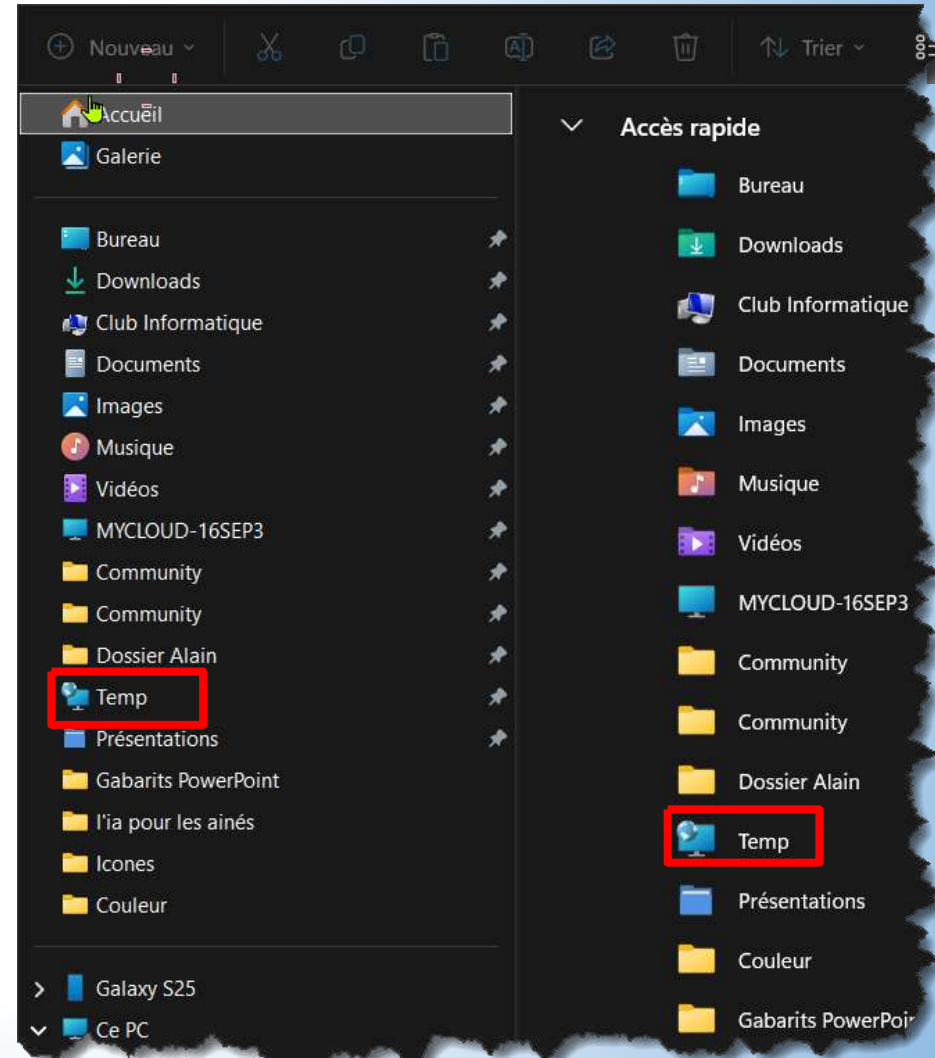 Nouveau
Trier
Accueil
Galerie
Bureau
Downloads
Club Informatique
Documents
Images
Musique
Vidéos
MYCLOUD-16SEP3
Community
Community
Dossier Alain
Temp
Présentations
Gabarits PowerPoint
l'ia pour les ainés
Icones
Couleur
Galaxy S25
Ce PC
Accès rapide
Bureau
Downloads
Club Informatique
Documents
Images
Musique
Vidéos
MYCLOUD-16SEP3
Community
Community
Dossier Alain
Temp
Présentations
Couleur
Gabarits PowerPoi